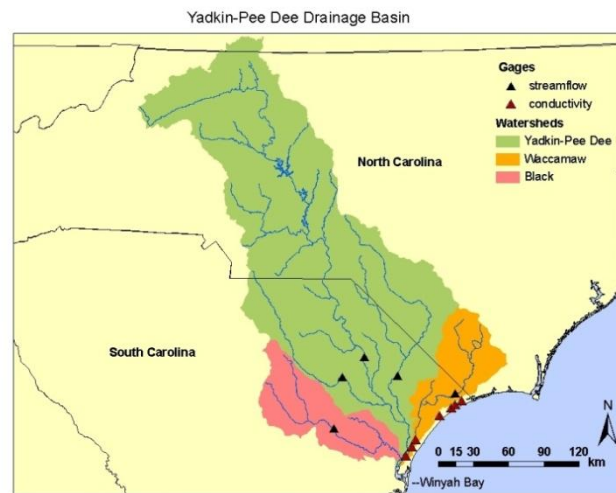 Yadkin-Pee Dee Drainage Basin
Gages
streamflow
conductivity
Watersheds
Yadkin-Pee Dee
Waccamaw
Black
North Carolina
South Carolina
N
0 15 30 60 90 120
km
--Winyah Bay